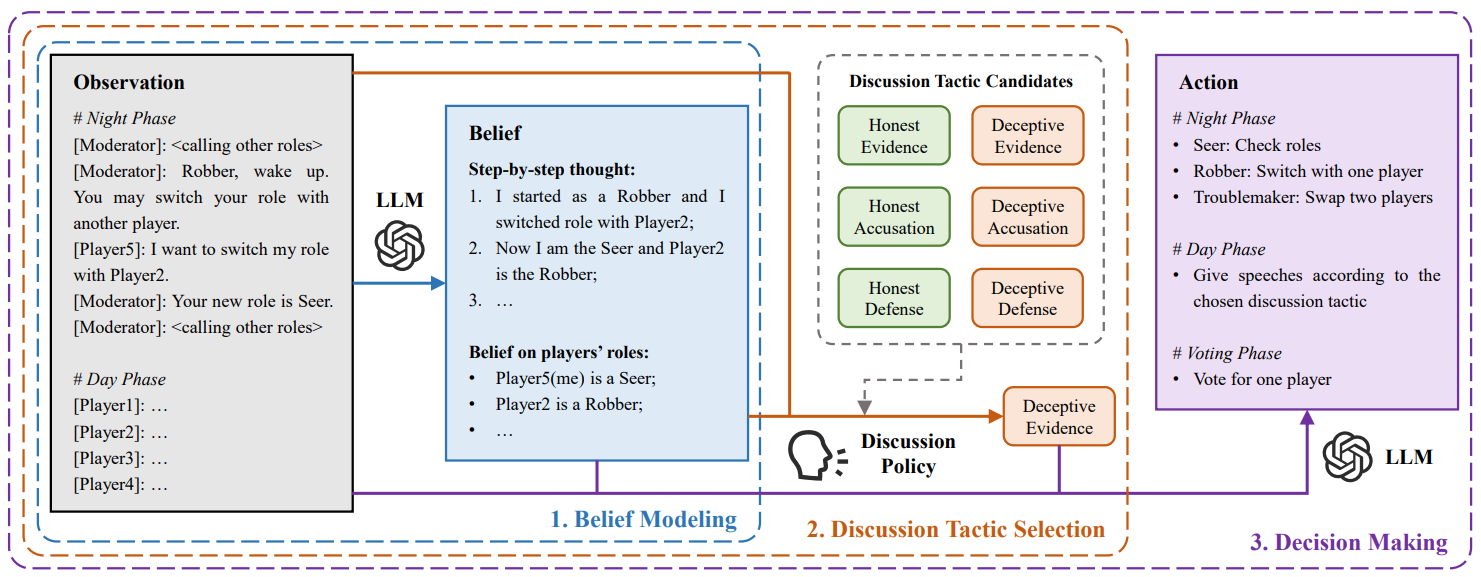 Observation
# Night Phase
[Moderator]: <calling other roles>
[Moderator]: Robber, wake up.
You may switch your role with
another player.
[Player5]: I want to switch my role
with Player2.
[Moderator]: Your new role is Seer.
[Moderator]: <calling other roles>
# Day Phase
[Player1]: …
[Player2]: …
[Player3]: …
[Player4]: …
LLM
Belief
Step-by-step thought:
1. I started as a Robber and I
switched role with Player2;
2. Now I am the Seer and Player2
is the Robber;
3. …
Belief on players’ roles:
• Player5(me) is a Seer;
• Player2 is a Robber;
• …
1. Belief Modeling
Discussion Tactic Candidates
Honest
Evidence
Deceptive
Evidence
Honest
Accusation
Deceptive
Accusation
Honest
Defense
Deceptive
Defense
Discussion
Policy
Deceptive
Evidence
2. Discussion Tactic Selection
Action
# Night Phase
• Seer: Check roles
• Robber: Switch with one player
• Troublemaker: Swap two players
# Day Phase
• Give speeches according to the
chosen discussion tactic
# Voting Phase
• Vote for one player
LLM
3. Decision Making